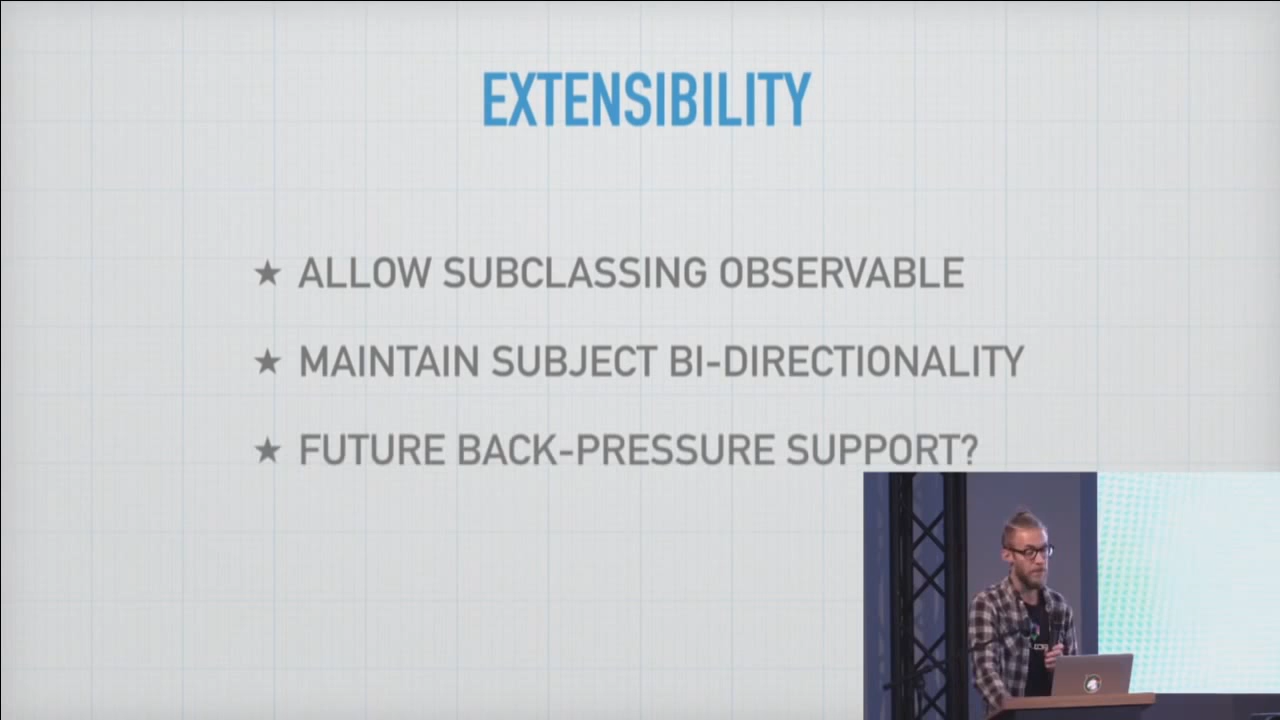 EXTENSIBILITY
★ ALLOW SUBCLASSING OBSERVABLE
★ MAINTAIN SUBJECT BI-DIRECTIONALITY
★ FUTURE BACK-PRESSURE SUPPORT?